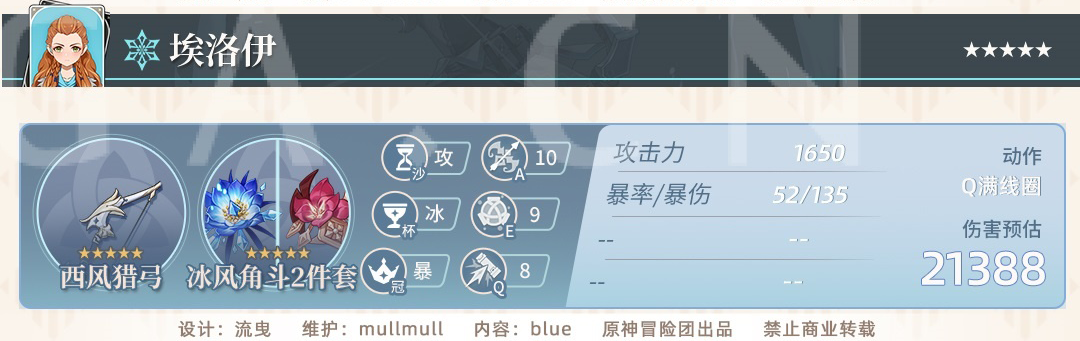 埃洛伊 ★★★★★
西风猎弓
冰风角斗2件套
沙 攻 A 10
杯 冰 E 9
冠 暴 Q 8
攻击力 1650
暴率/暴伤 52/135
-- --
-- --
动作
Q满线圈
伤害预估
21388
设计：流曳 维护：mullmull 内容：blue 原神冒险团出品 禁止商业转载